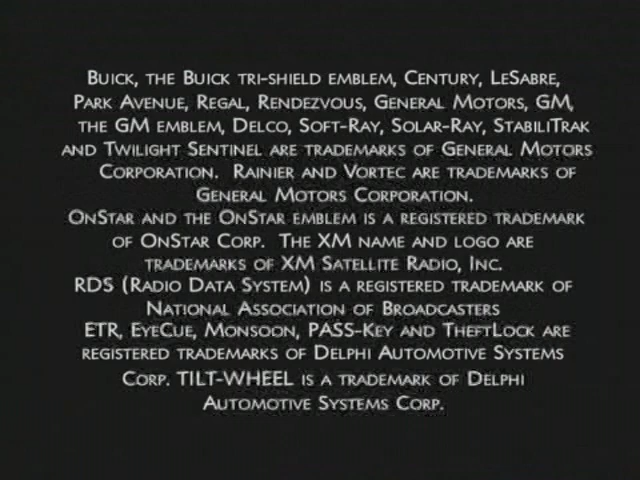 Buick, the Buick tri-shield emblem, Century, LeSabre,
Park Avenue, Regal, Rendezvous, General Motors, GM,
the GM emblem, Delco, Soft-Ray, Solar-Ray, StabiliTrak
and Twilight Sentinel are trademarks of General Motors
Corporation. Rainier and Vortec are trademarks of
General Motors Corporation.
OnStar and the OnStar emblem is a registered trademark
of OnStar Corp. The XM name and logo are
trademarks of XM Satellite Radio, Inc.
RDS (Radio Data System) is a registered trademark of
National Association of Broadcasters
ETR, EyeCue, Monsoon, PASS-Key and TheftLock are
registered trademarks of Delphi Automotive Systems
Corp. TILT-WHEEL is a trademark of Delphi
Automotive Systems Corp.